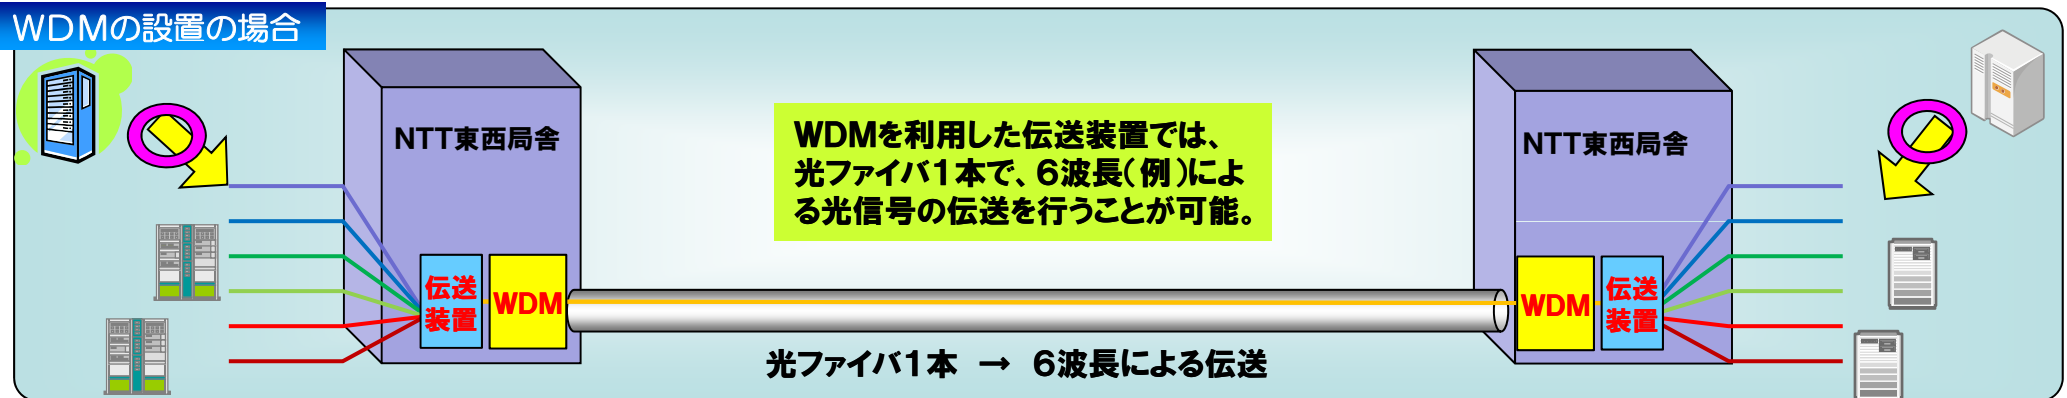 WDMの設置の場合
NTT東西局舎
WDMを利用した伝送装置では、
光ファイバ1本で、6波長(例)によ
る光信号の伝送を行うことが可能。
NTT東西局舎
伝送
装置
WDM
WDM
伝送
装置
光ファイバ1本 → 6波長による伝送